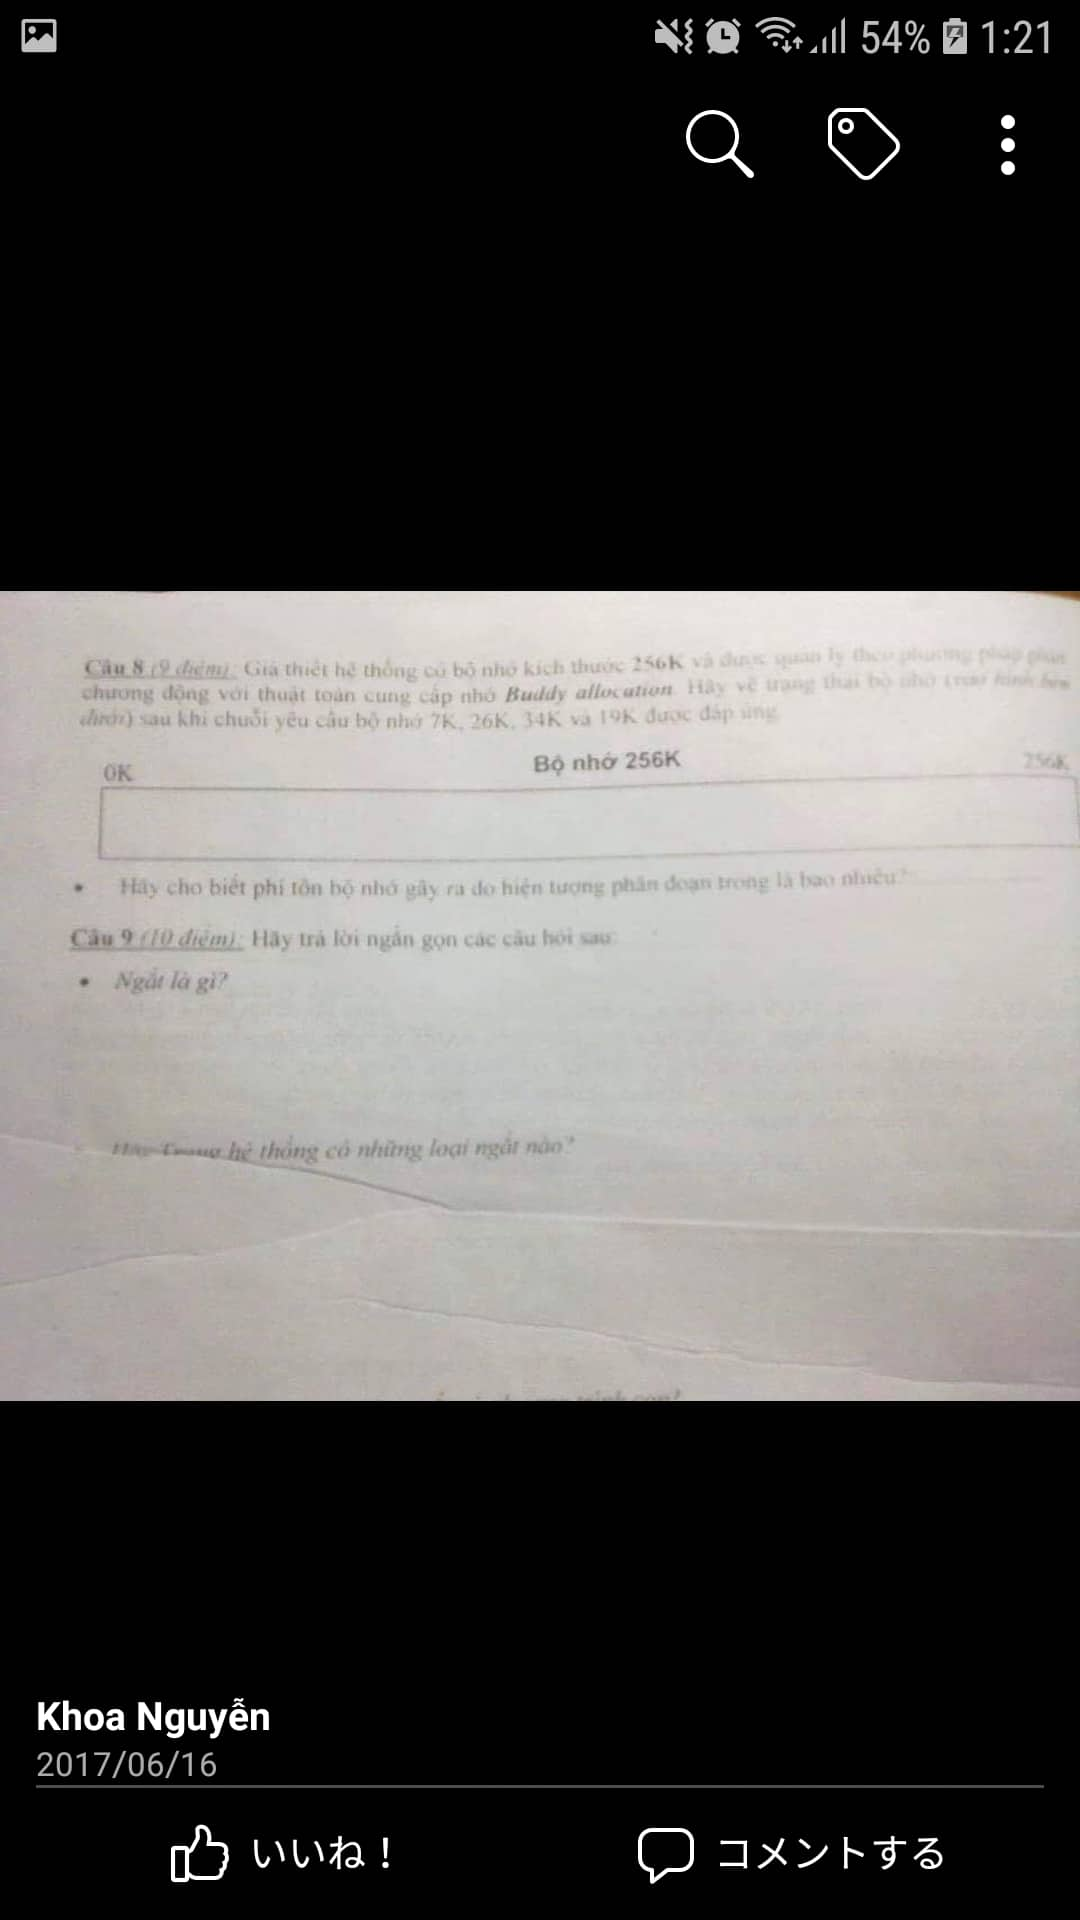 54% 1:21
Câu 8 (9 điểm): Giả thiết hệ thống có bộ nhớ kích thước 256K và được quản lý theo phương pháp phân
chương động với thuật toán cung cấp nhớ Buddy allocation. Hãy vẽ trạng thái bộ nhớ (vào hình bên
dưới) sau khi chuỗi yêu cầu bộ nhớ 7K, 26K, 34K và 19K được đáp ứng.
0K Bộ nhớ 256K 256K
• Hãy cho biết phí tổn bộ nhớ gây ra do hiện tượng phân đoạn trong là bao nhiêu?
Câu 9 (10 điểm): Hãy trả lời ngắn gọn các câu hỏi sau:
• Ngắt là gì?
hệ thống có những loại ngắt nào?
Khoa Nguyễn
2017/06/16
いいね！ コメントする